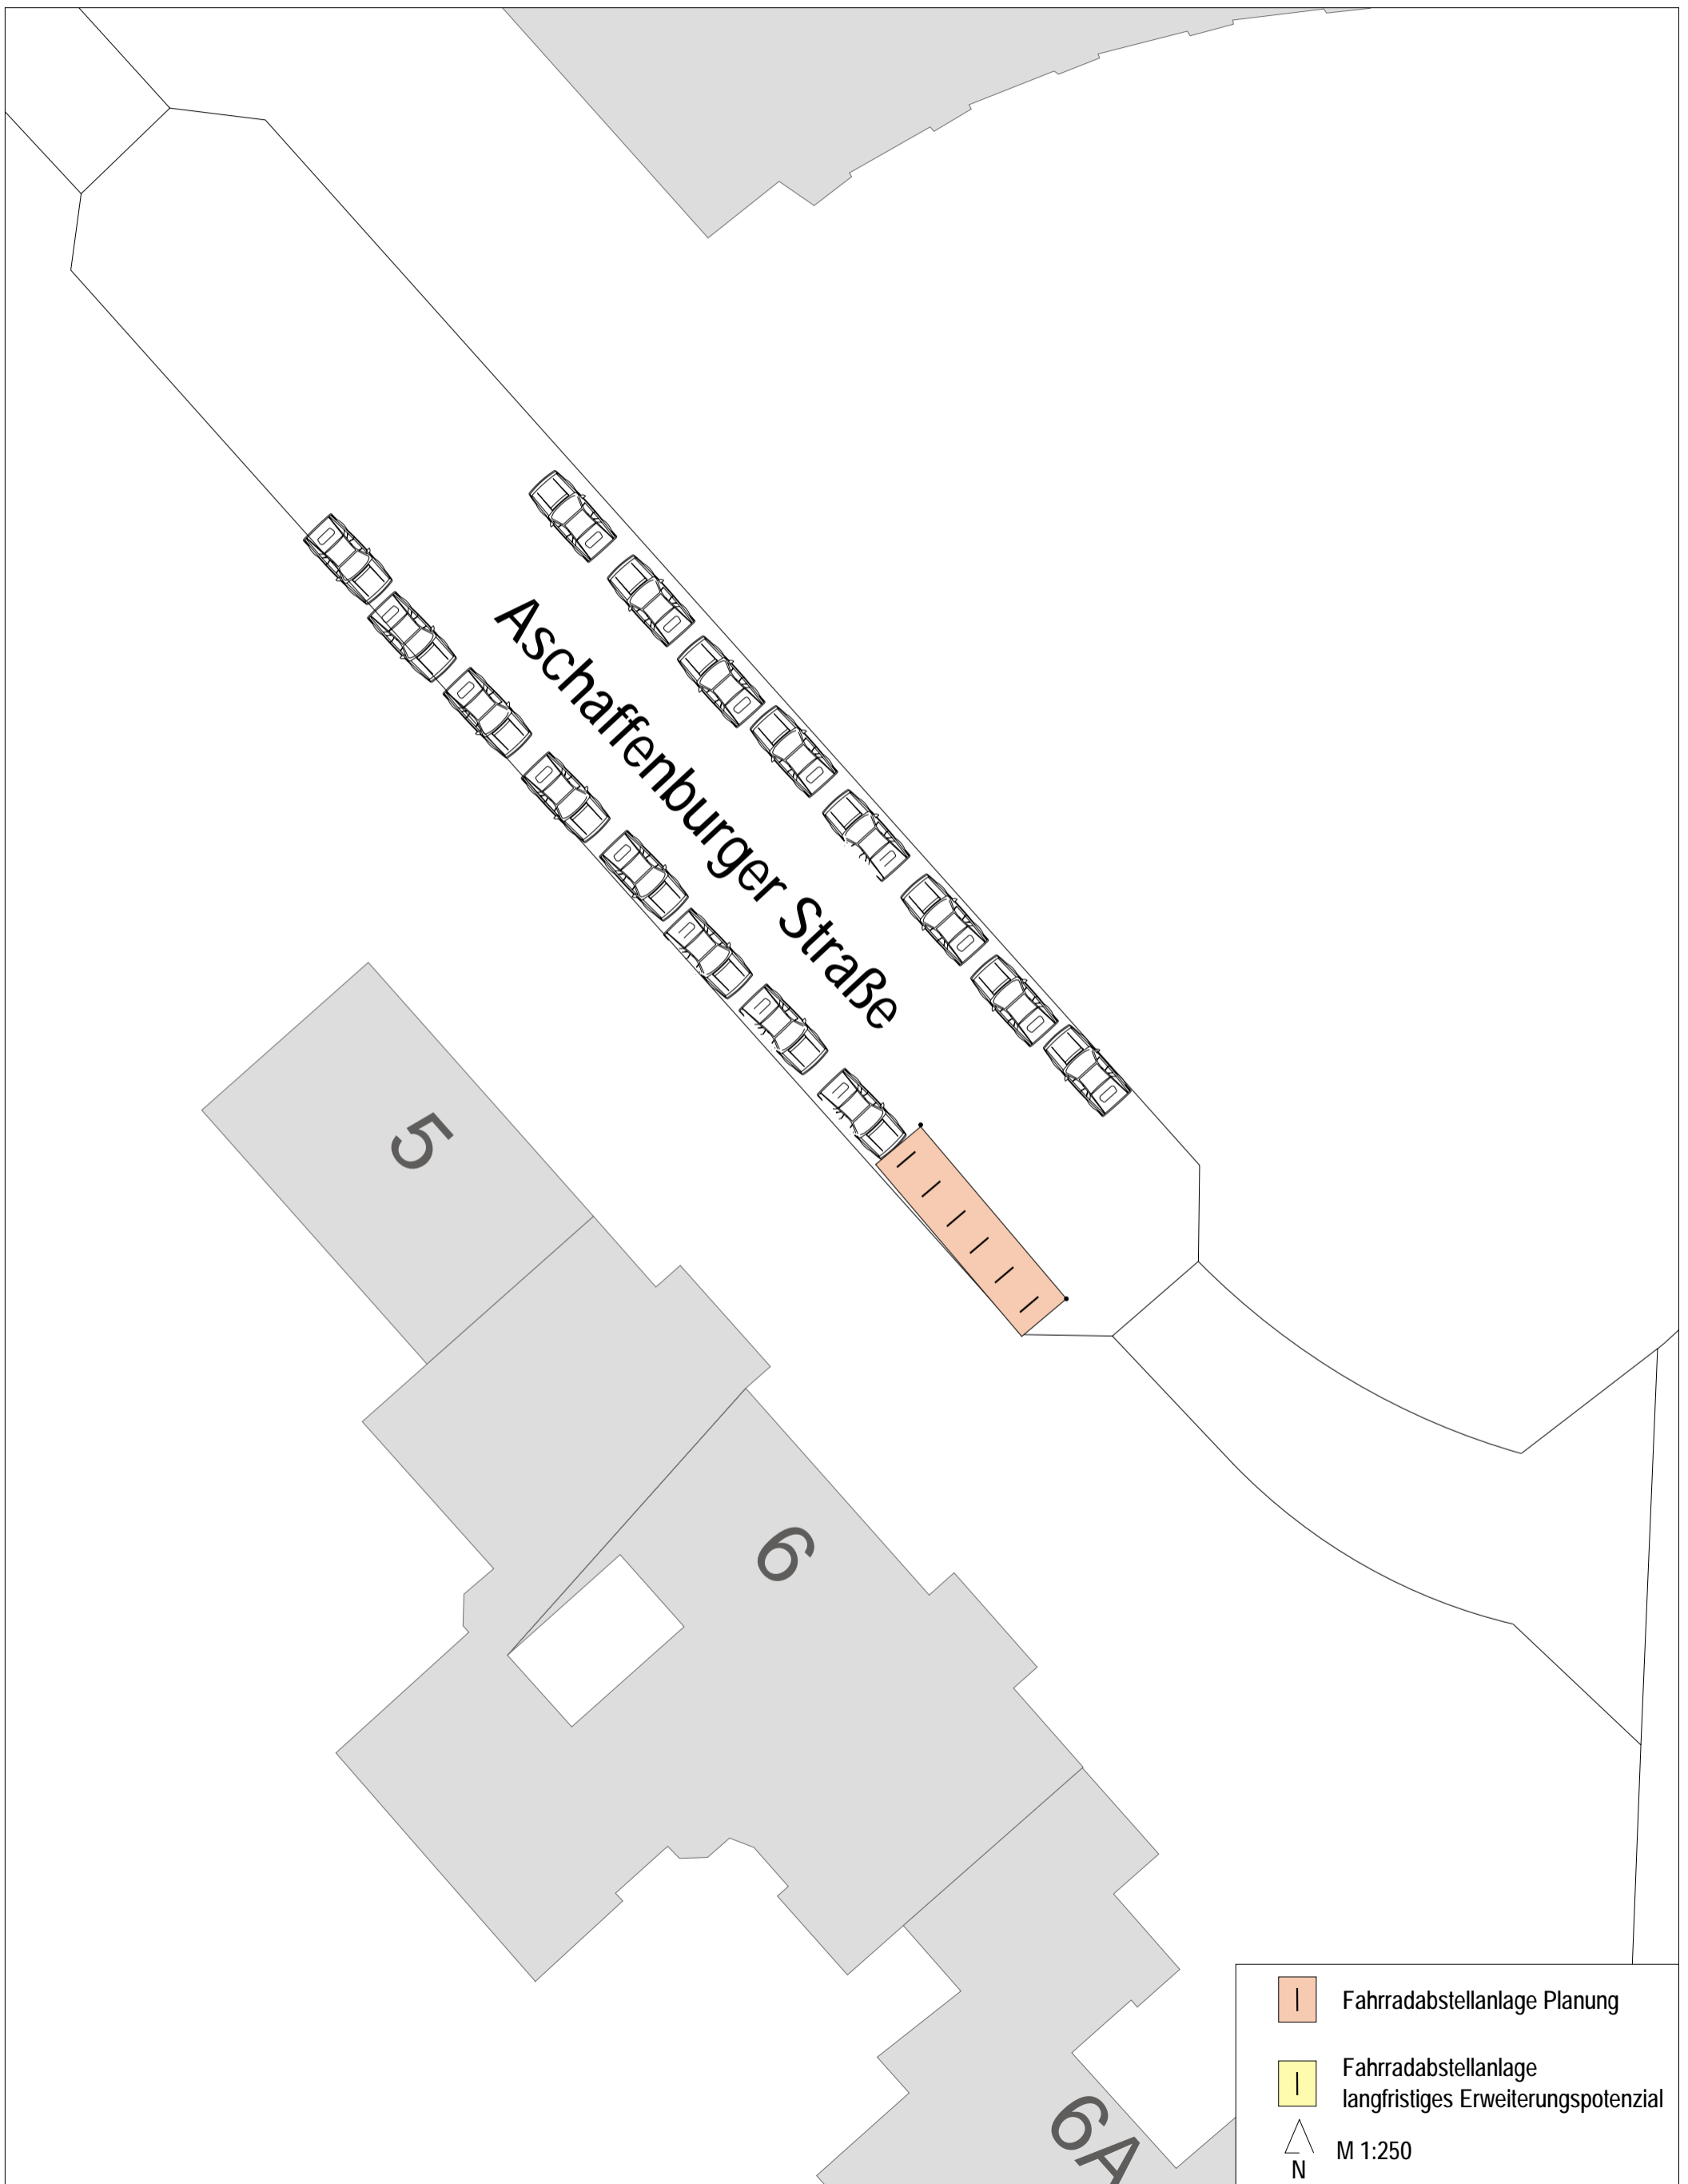 Aschaffenburger Straße
5
6
6A
Fahrradabstellanlage Planung
Fahrradabstellanlage
langfristiges Erweiterungspotenzial
M 1:250
N